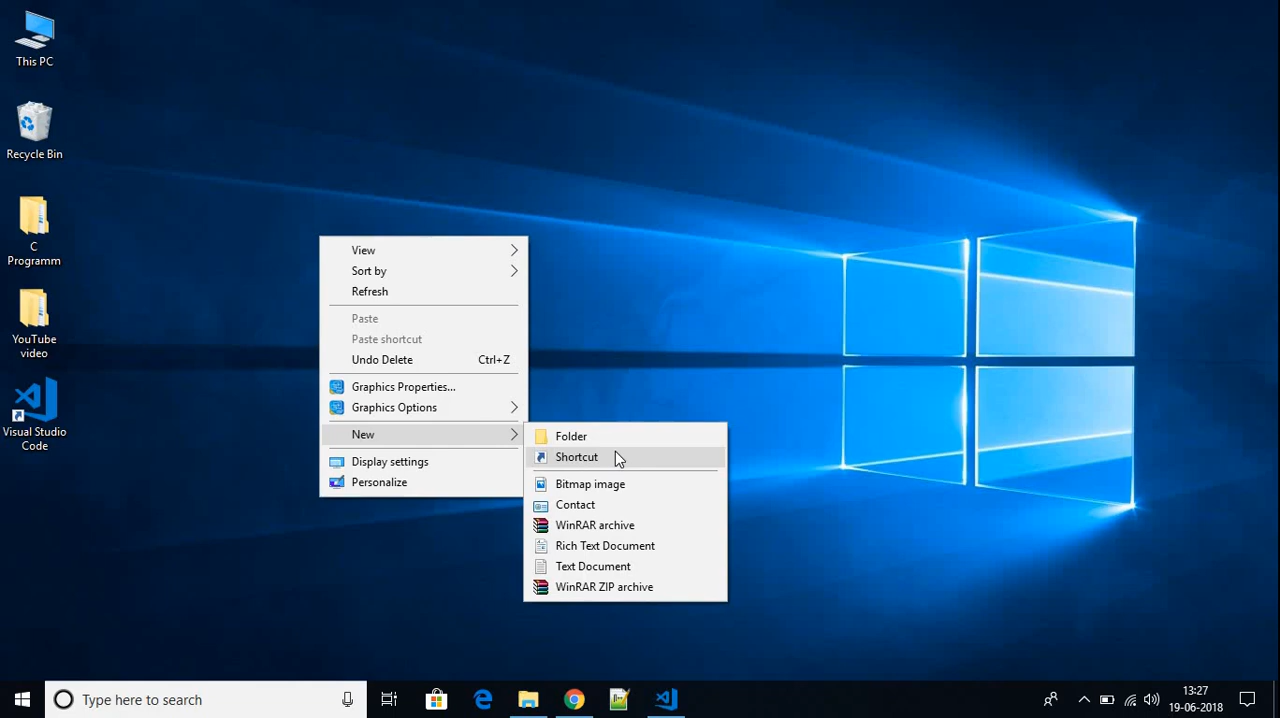 This PC
Recycle Bin
C
Programm
YouTube
video
Visual Studio
Code
View
Sort by
Refresh
Paste
Paste shortcut
Undo Delete Ctrl+Z
Graphics Properties...
Graphics Options
New
Display settings
Personalize
Folder
Shortcut
Bitmap image
Contact
WinRAR archive
Rich Text Document
Text Document
WinRAR ZIP archive
Type here to search
13:27
19-06-2018